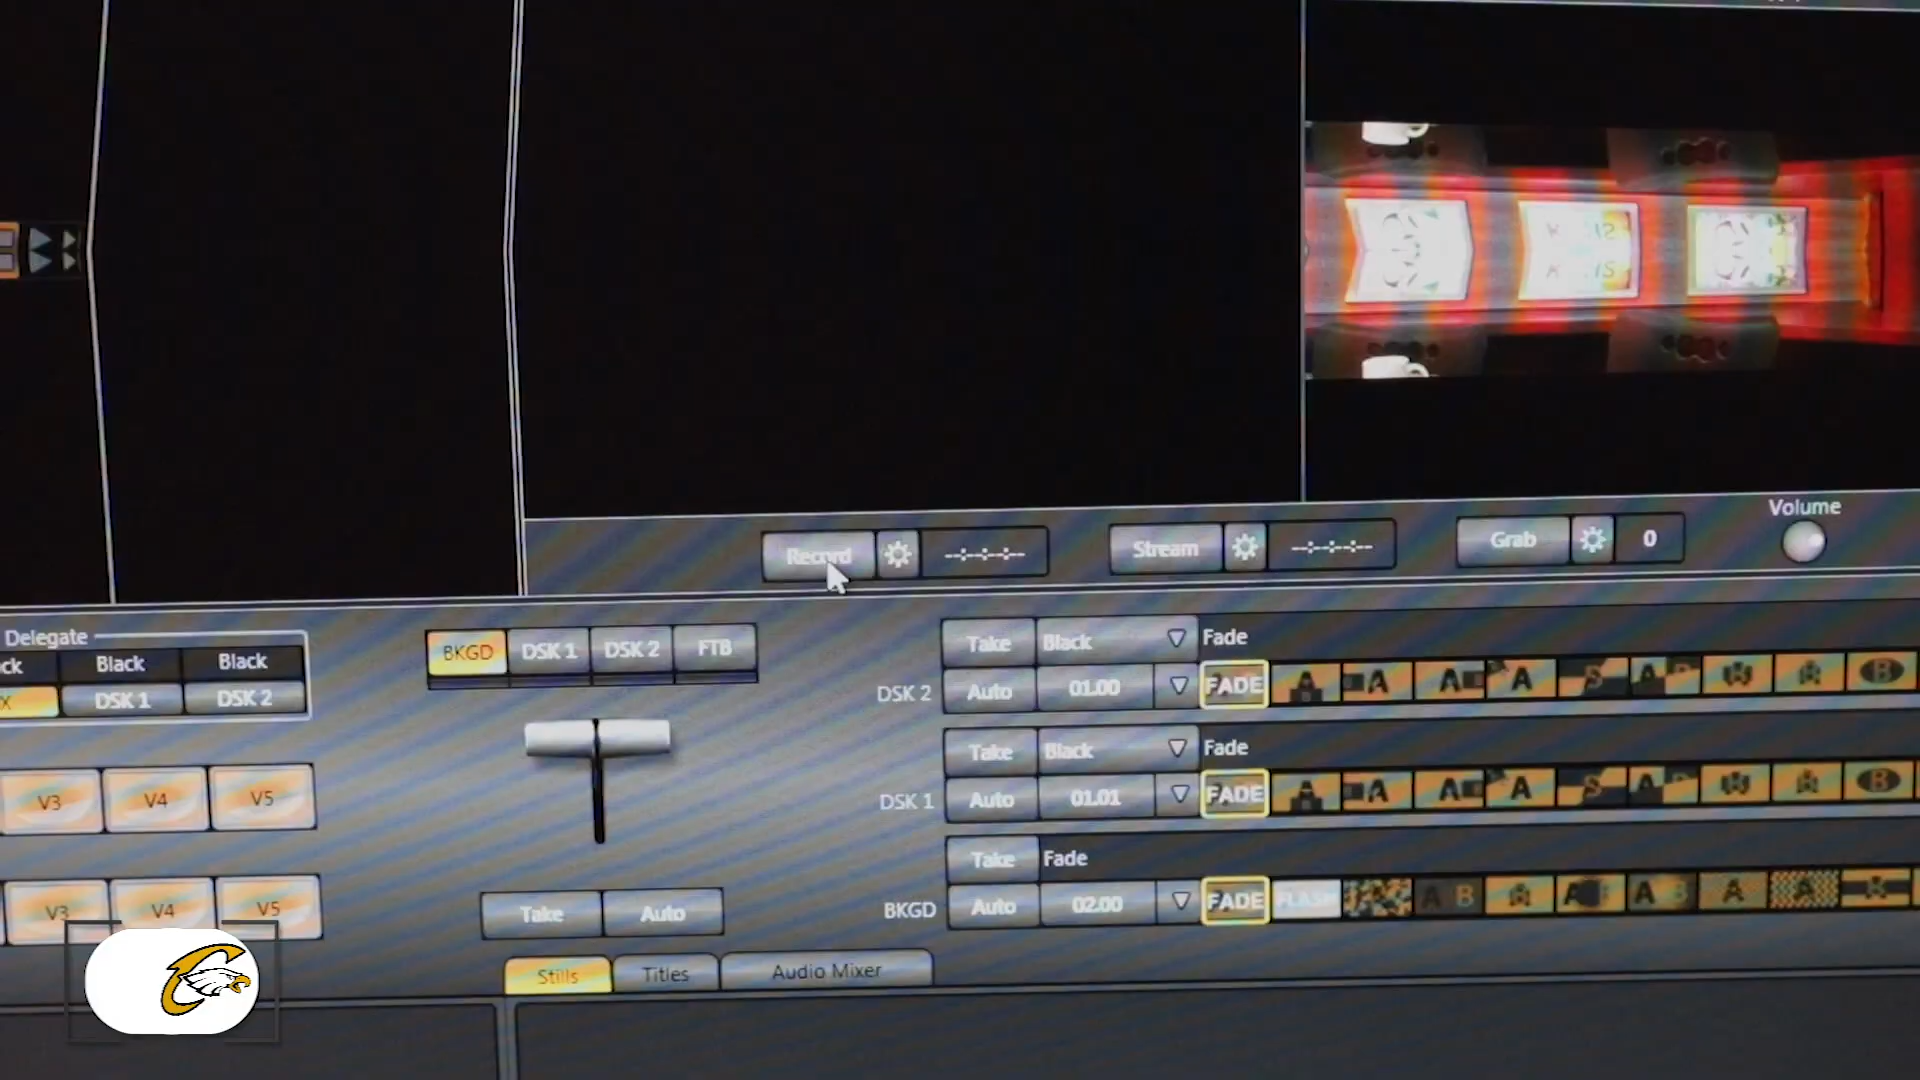 Volume
Record --:--:--:-- Stream --:--:--:-- Grab 0
Delegate
ck Black Black
X DSK 1 DSK 2
BKGD DSK 1 DSK 2 FTB
Take Black Fade
DSK 2 Auto 01.00 FADE
Take Black Fade
DSK 1 Auto 01.01 FADE
Take Fade
BKGD Auto 02.00 FADE FLASH
V3 V4 V5
V3 V4 V5
Take Auto
Stills Titles Audio Mixer